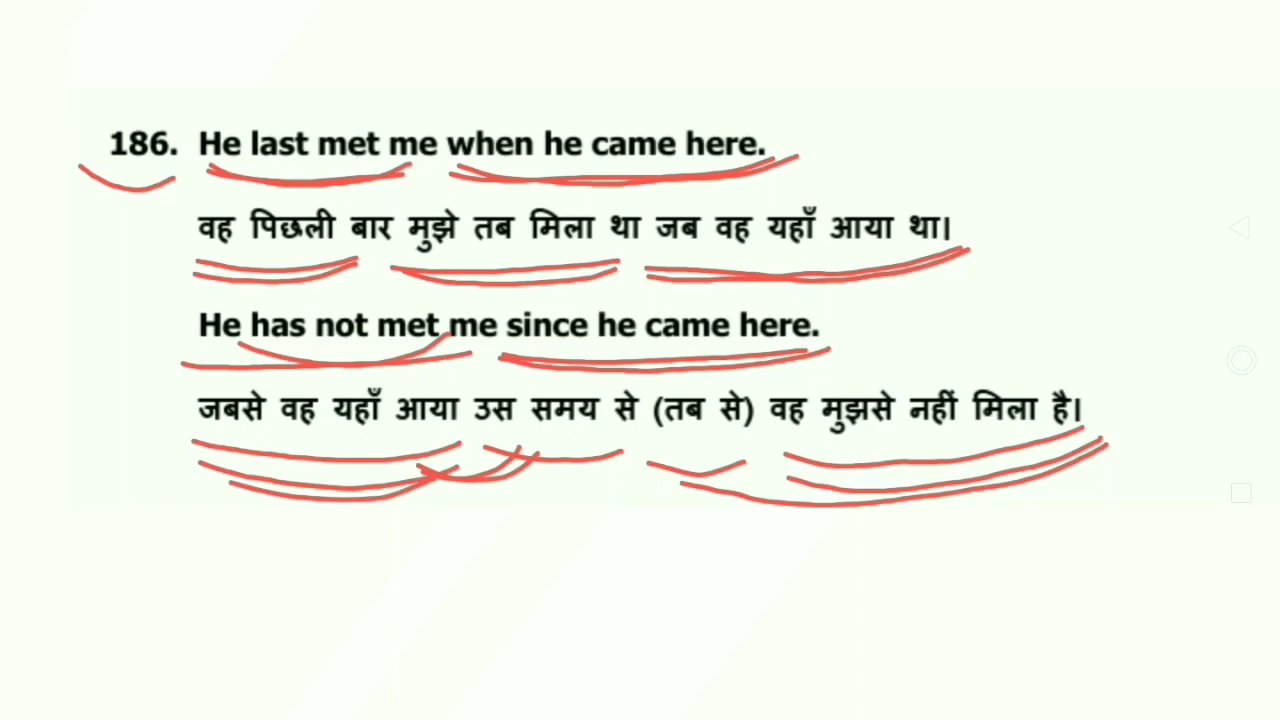 186. He last met me when he came here.
वह पिछली बार मुझे तब मिला था जब वह यहाँ आया था।
He has not met me since he came here.
जबसे वह यहाँ आया उस समय से (तब से) वह मुझसे नहीं मिला है।